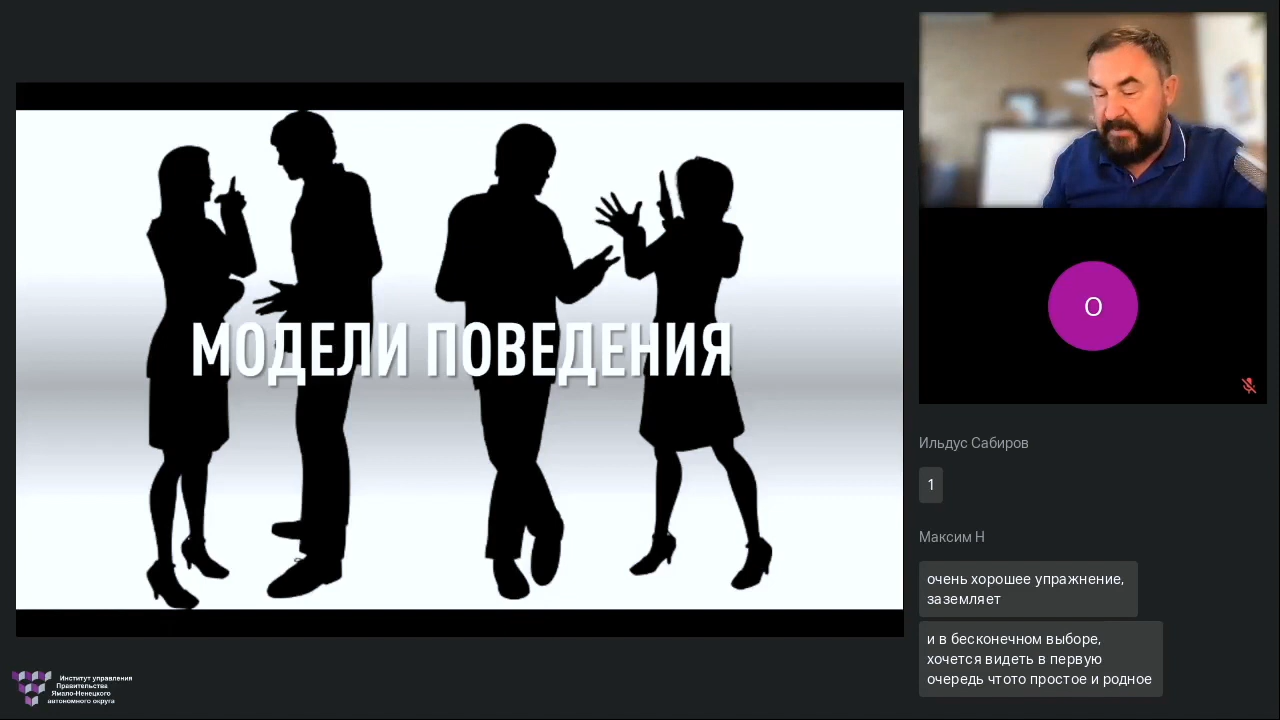 МОДЕЛИ ПОВЕДЕНИЯ
О
Ильдус Сабиров
1
Максим Н
очень хорошее упражнение,
заземляет
и в бесконечном выборе,
хочется видеть в первую
очередь чтото простое и родное
Институт управления
Правительства
Ямало-Ненецкого
автономного округа